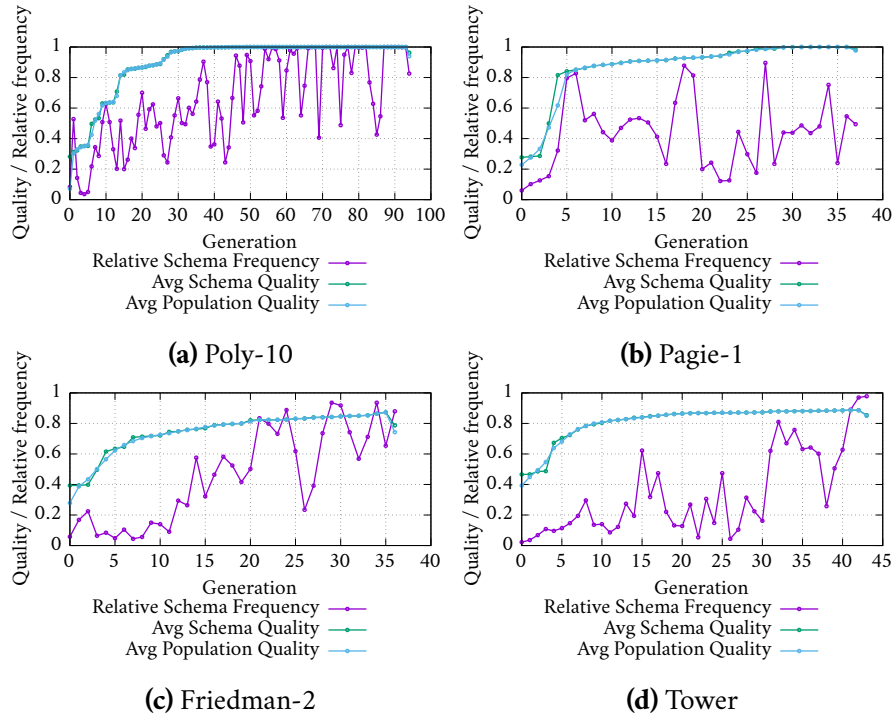 Quality / Relative frequency
1
0.8
0.6
0.4
0.2
0
0 10 20 30 40 50 60 70 80 90 100
Generation
Relative Schema Frequency
Avg Schema Quality
Avg Population Quality
(a) Poly-10
Quality / Relative frequency
1
0.8
0.6
0.4
0.2
0
0 5 10 15 20 25 30 35 40
Generation
Relative Schema Frequency
Avg Schema Quality
Avg Population Quality
(b) Pagie-1
Quality / Relative frequency
1
0.8
0.6
0.4
0.2
0
0 5 10 15 20 25 30 35 40
Generation
Relative Schema Frequency
Avg Schema Quality
Avg Population Quality
(c) Friedman-2
Quality / Relative frequency
1
0.8
0.6
0.4
0.2
0
0 5 10 15 20 25 30 35 40 45
Generation
Relative Schema Frequency
Avg Schema Quality
Avg Population Quality
(d) Tower